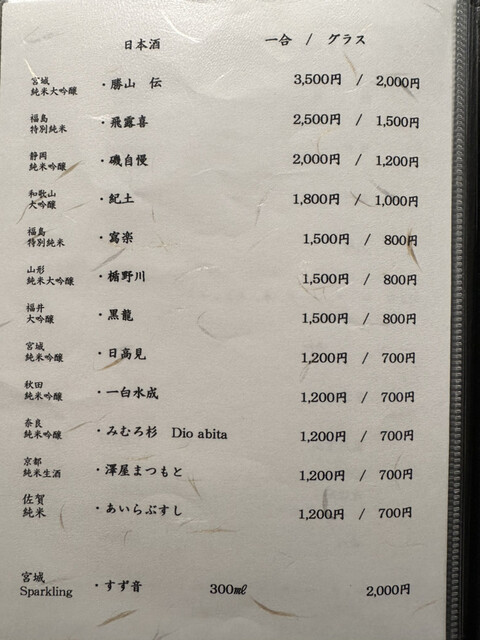 日本酒 一合 / グラス
宮城
純米大吟醸 ・勝山 伝 3,500円 / 2,000円
福島
特別純米 ・飛露喜 2,500円 / 1,500円
静岡
純米吟醸 ・磯自慢 2,000円 / 1,200円
和歌山
大吟醸 ・紀土 1,800円 / 1,000円
福島
特別純米 ・寫楽 1,500円 / 800円
山形
純米大吟醸 ・楯野川 1,500円 / 800円
福井
大吟醸 ・黒龍 1,500円 / 800円
宮城
純米吟醸 ・日高見 1,200円 / 700円
秋田
純米吟醸 ・一白水成 1,200円 / 700円
奈良
純米吟醸 ・みむろ杉 Dio abita 1,200円 / 700円
京都
純米生酒 ・澤屋まつもと 1,200円 / 700円
佐賀
純米 ・あいらぶすし 1,200円 / 700円
宮城
Sparkling ・すず音 300㎖ 2,000円